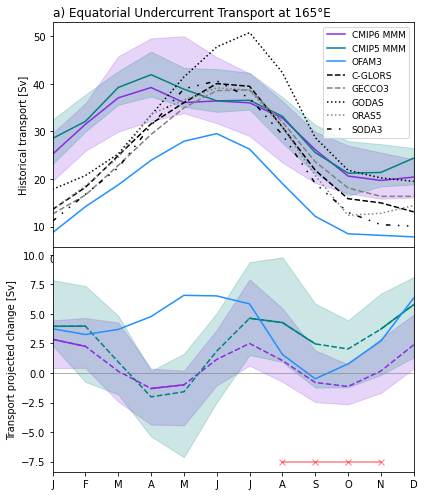 a) Equatorial Undercurrent Transport at 165°E
Historical transport [Sv]
50
40
30
20
10
CMIP6 MMM
CMIP5 MMM
OFAM3
C-GLORS
GECCO3
GODAS
ORAS5
SODA3
Transport projected change [Sv]
10.0
7.5
5.0
2.5
0.0
−2.5
−5.0
−7.5
J F M A M J J A S O N D